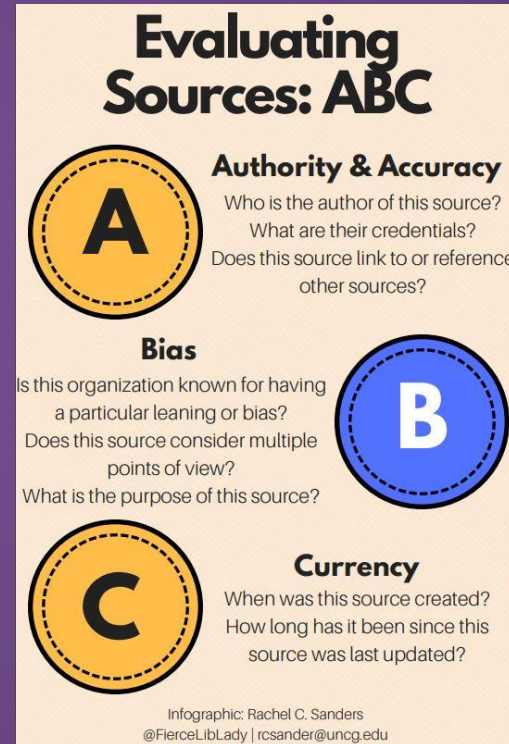 Evaluating
Sources: ABC
A
Authority & Accuracy
Who is the author of this source?
What are their credentials?
Does this source link to or reference
other sources?
Bias
Is this organization known for having
a particular leaning or bias?
Does this source consider multiple
points of view?
What is the purpose of this source?
B
C
Currency
When was this source created?
How long has it been since this
source was last updated?
Infographic: Rachel C. Sanders
@FierceLibLady | rcsander@uncg.edu